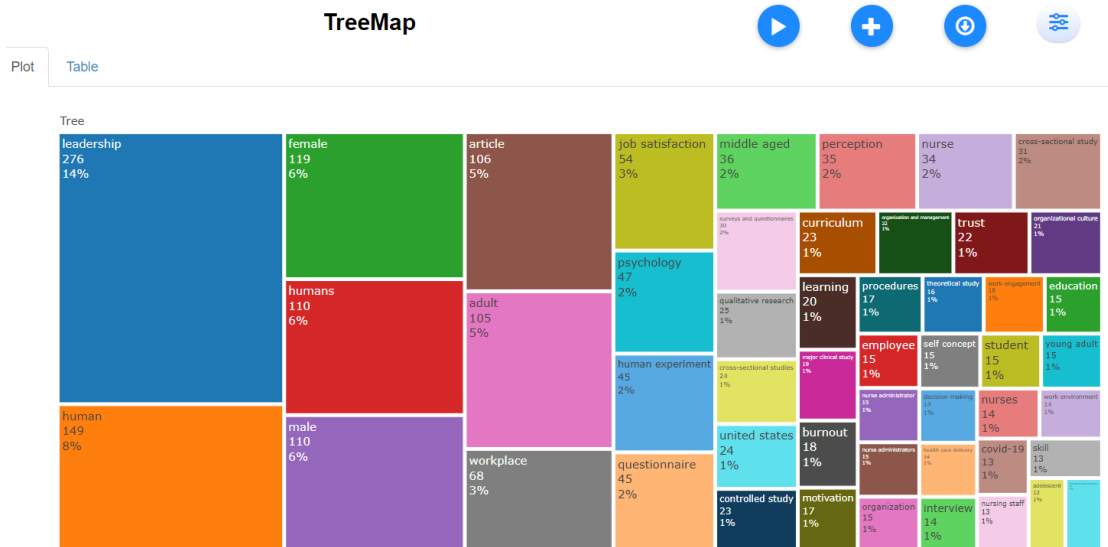 TreeMap
Plot
Table
Tree
leadership
276
14%
human
149
8%
female
119
6%
humans
110
6%
male
110
6%
article
106
5%
adult
105
5%
workplace
68
3%
job satisfaction
54
3%
psychology
47
2%
human experiment
45
2%
questionnaire
45
2%
middle aged
36
2%
perception
35
2%
nurse
34
2%
cross-sectional study
31
2%
surveys and questionnaires
30
2%
qualitative research
25
1%
cross-sectional studies
24
1%
united states
24
1%
controlled study
23
1%
curriculum
23
1%
organization and management
22
1%
trust
22
1%
organizational culture
21
1%
learning
20
1%
major clinical study
19
1%
burnout
18
1%
motivation
17
1%
procedures
17
1%
theoretical study
16
1%
work engagement
16
1%
education
15
1%
employee
15
1%
self concept
15
1%
student
15
1%
young adult
15
1%
nurse administrator
15
1%
nurse administrators
15
1%
organization
15
1%
decision making
14
1%
health care delivery
14
1%
interview
14
1%
nurses
14
1%
work environment
14
1%
covid-19
13
1%
nursing staff
13
1%
skill
13
1%
adolescent
12
1%